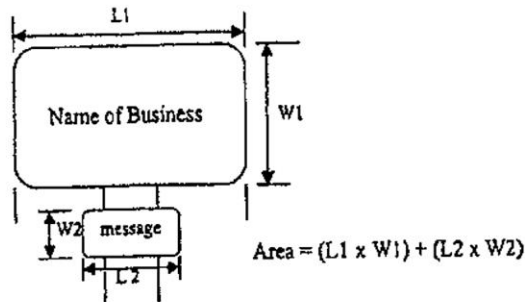 L1
Name of Business
W1
W2
message
L2
Area = (L1 x W1) + (L2 x W2)